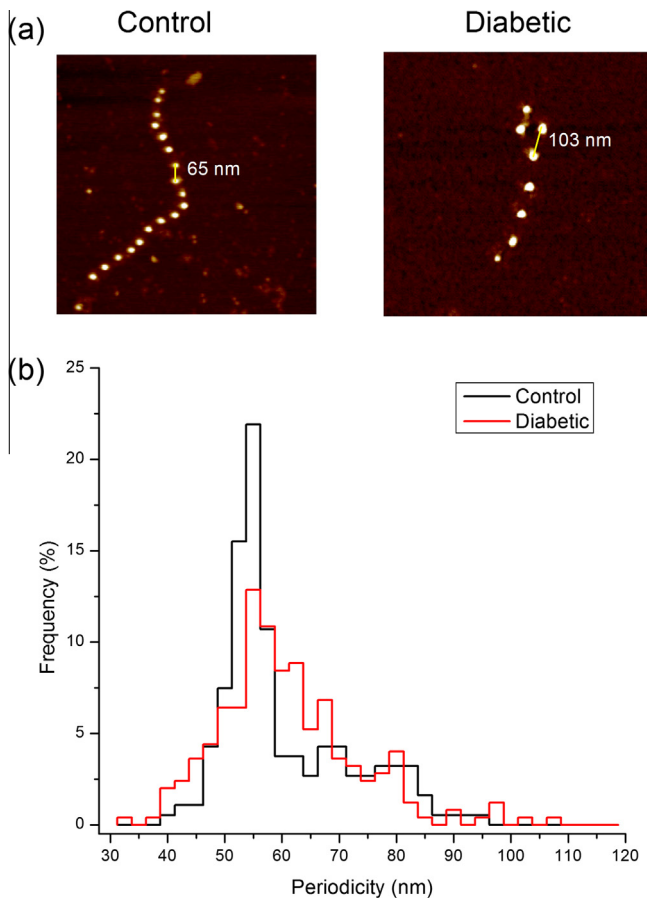 (a)
Control
Diabetic
65 nm
103 nm
(b)
25
20
15
10
5
0
Frequency (%)
Control
Diabetic
30 40 50 60 70 80 90 100 110 120
Periodicity (nm)